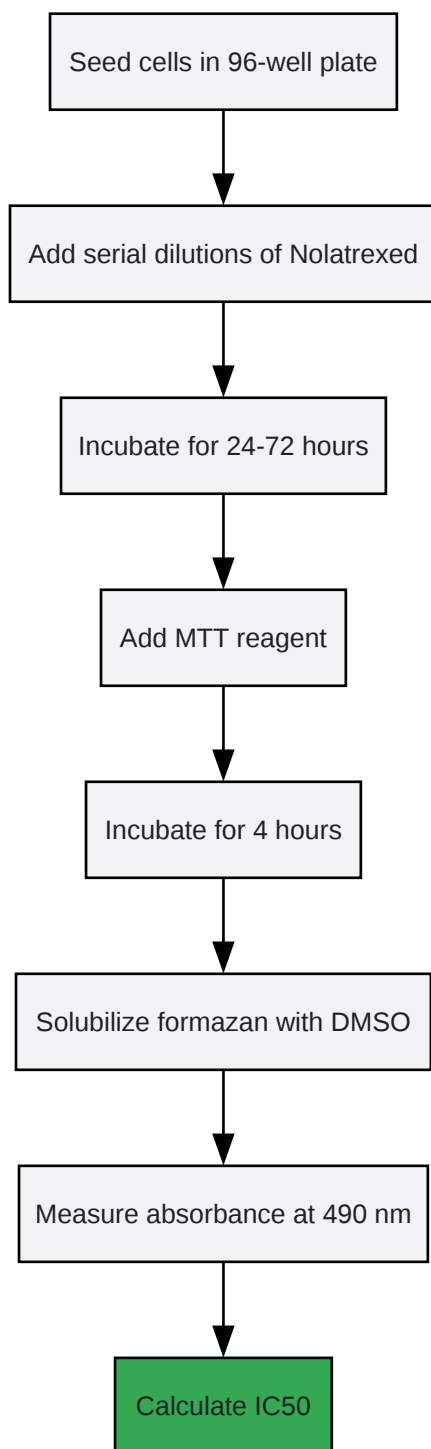 Seed cells in 96-well plate
Add serial dilutions of Nolatrexed
Incubate for 24-72 hours
Add MTT reagent
Incubate for 4 hours
Solubilize formazan with DMSO
Measure absorbance at 490 nm
Calculate IC50